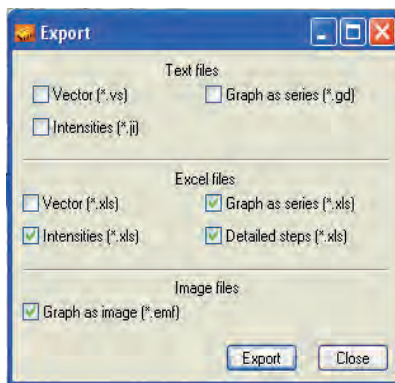 Export
Text files
Vector (*.vs) Graph as series (*.gd)
Intensities (*.ji)
Excel files
Vector (*.xls) Graph as series (*.xls)
Intensities (*.xls) Detailed steps (*.xls)
Image files
Graph as image (*.emf)
Export Close